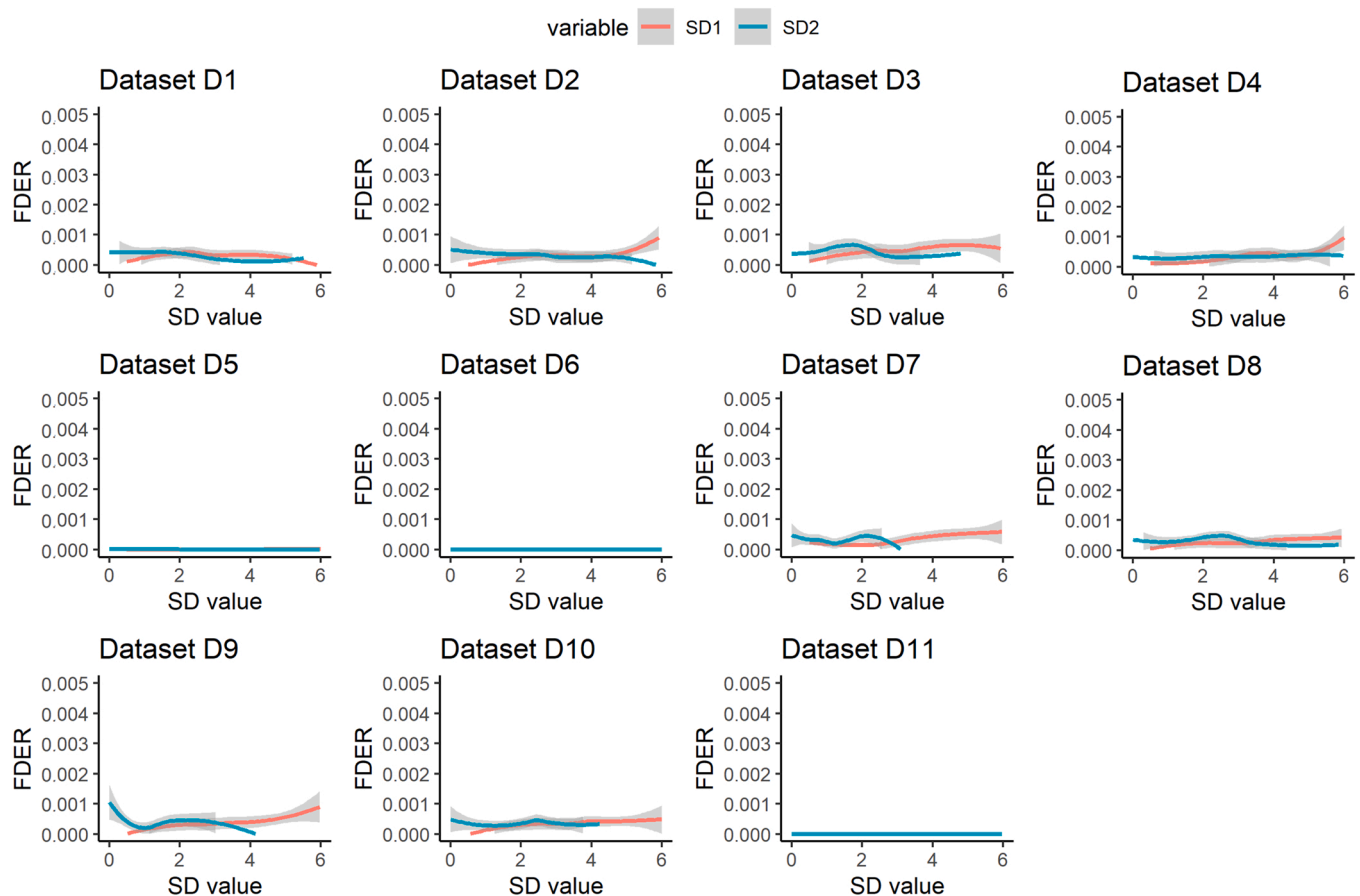 variable SD1 SD2
Dataset D1
0.005
0.004
0.003
0.002
0.001
0.000
FDER
0 2 4 6
SD value
Dataset D2
0.005
0.004
0.003
0.002
0.001
0.000
FDER
0 2 4 6
SD value
Dataset D3
0.005
0.004
0.003
0.002
0.001
0.000
FDER
0 2 4 6
SD value
Dataset D4
0.005
0.004
0.003
0.002
0.001
0.000
FDER
0 2 4 6
SD value
Dataset D5
0.005
0.004
0.003
0.002
0.001
0.000
FDER
0 2 4 6
SD value
Dataset D6
0.005
0.004
0.003
0.002
0.001
0.000
FDER
0 2 4 6
SD value
Dataset D7
0.005
0.004
0.003
0.002
0.001
0.000
FDER
0 2 4 6
SD value
Dataset D8
0.005
0.004
0.003
0.002
0.001
0.000
FDER
0 2 4 6
SD value
Dataset D9
0.005
0.004
0.003
0.002
0.001
0.000
FDER
0 2 4 6
SD value
Dataset D10
0.005
0.004
0.003
0.002
0.001
0.000
FDER
0 2 4 6
SD value
Dataset D11
0.005
0.004
0.003
0.002
0.001
0.000
FDER
0 2 4 6
SD value